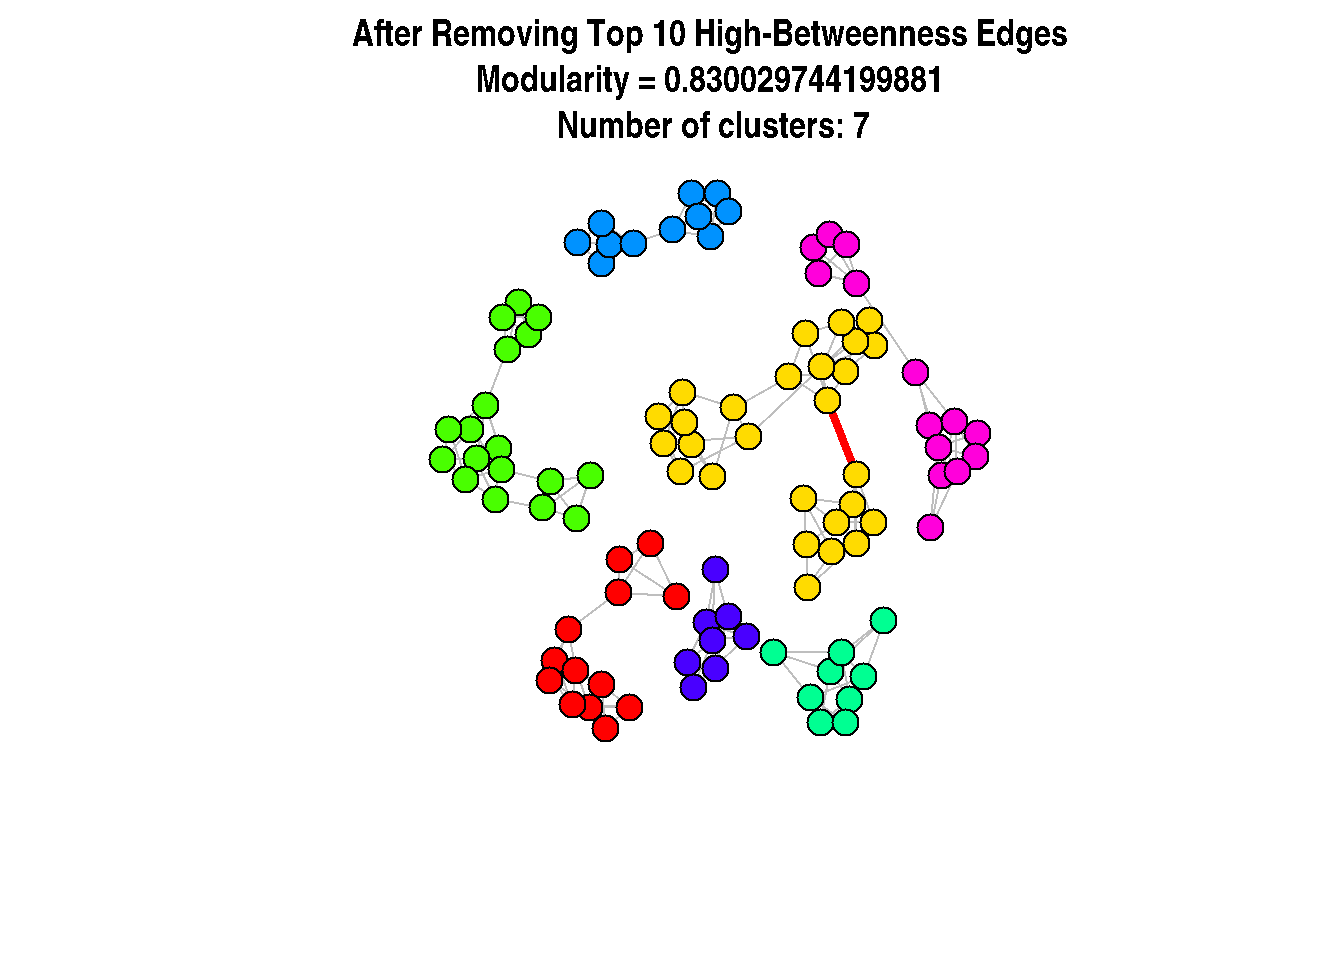 After Removing Top 10 High-Betweenness Edges
Modularity = 0.830029744199881
Number of clusters: 7